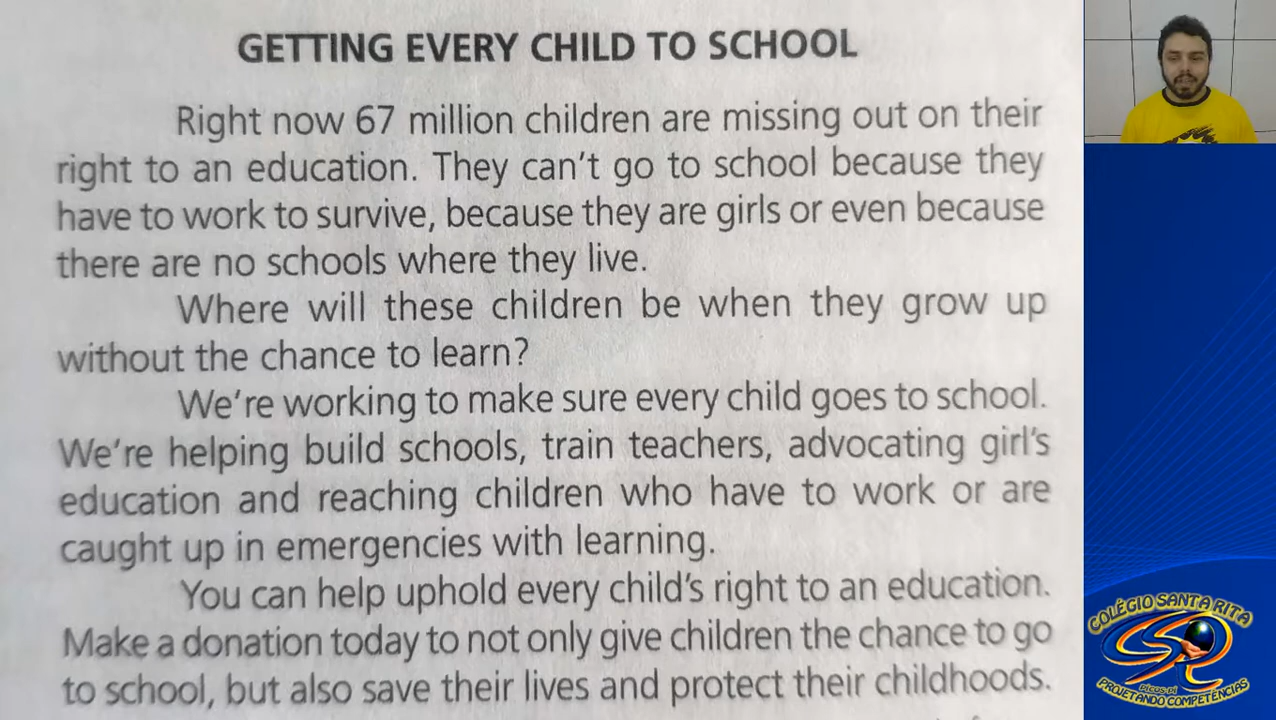 GETTING EVERY CHILD TO SCHOOL
Right now 67 million children are missing out on their
right to an education. They can't go to school because they
have to work to survive, because they are girls or even because
there are no schools where they live.
Where will these children be when they grow up
without the chance to learn?
We're working to make sure every child goes to school.
We're helping build schools, train teachers, advocating girl's
education and reaching children who have to work or are
caught up in emergencies with learning.
You can help uphold every child's right to an education.
Make a donation today to not only give children the chance to go
to school, but also save their lives and protect their childhoods.
COLÉGIO SANTA RITA
PICOS-PI
PROJETANDO COMPETÊNCIAS